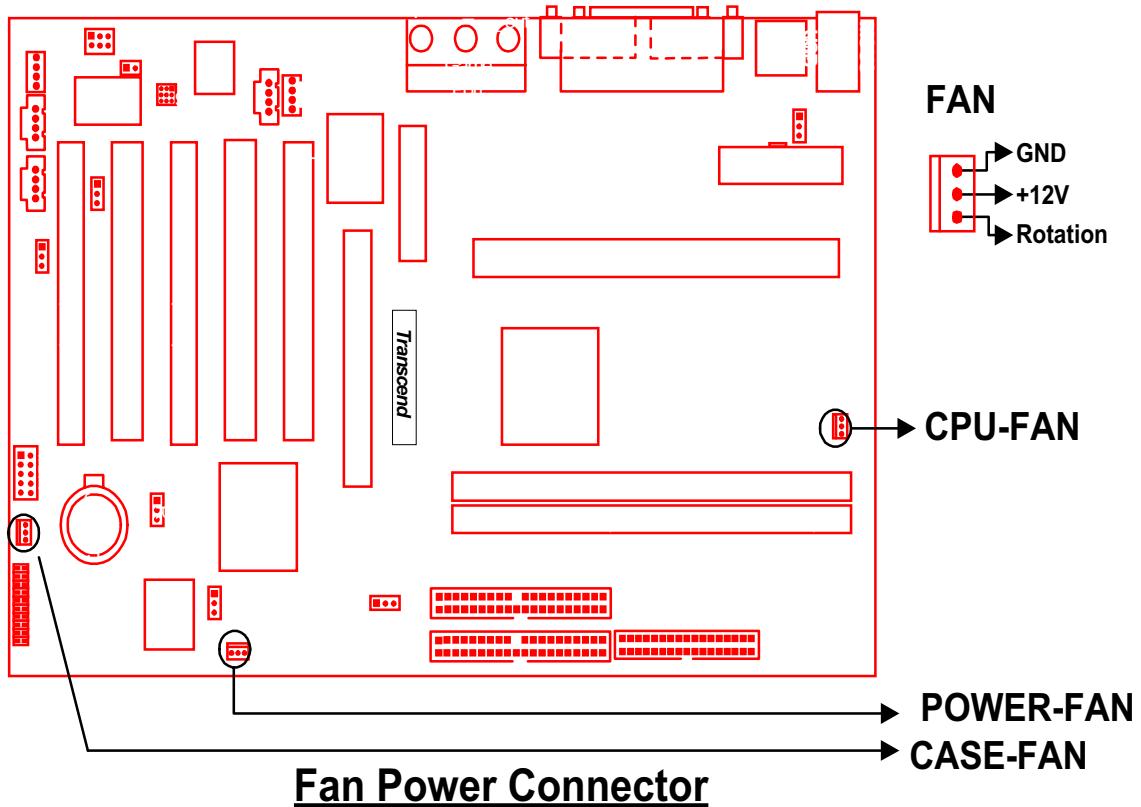 FAN
GND
+12V
Rotation
Transcend
CPU-FAN
POWER-FAN
CASE-FAN
Fan Power Connector